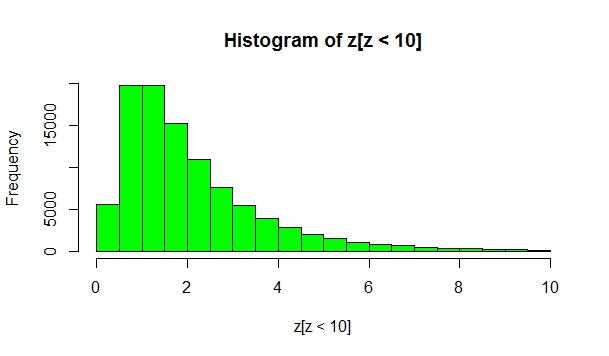 Histogram of z[z < 10]
Frequency
15000
5000
0
0 2 4 6 8 10
z[z < 10]